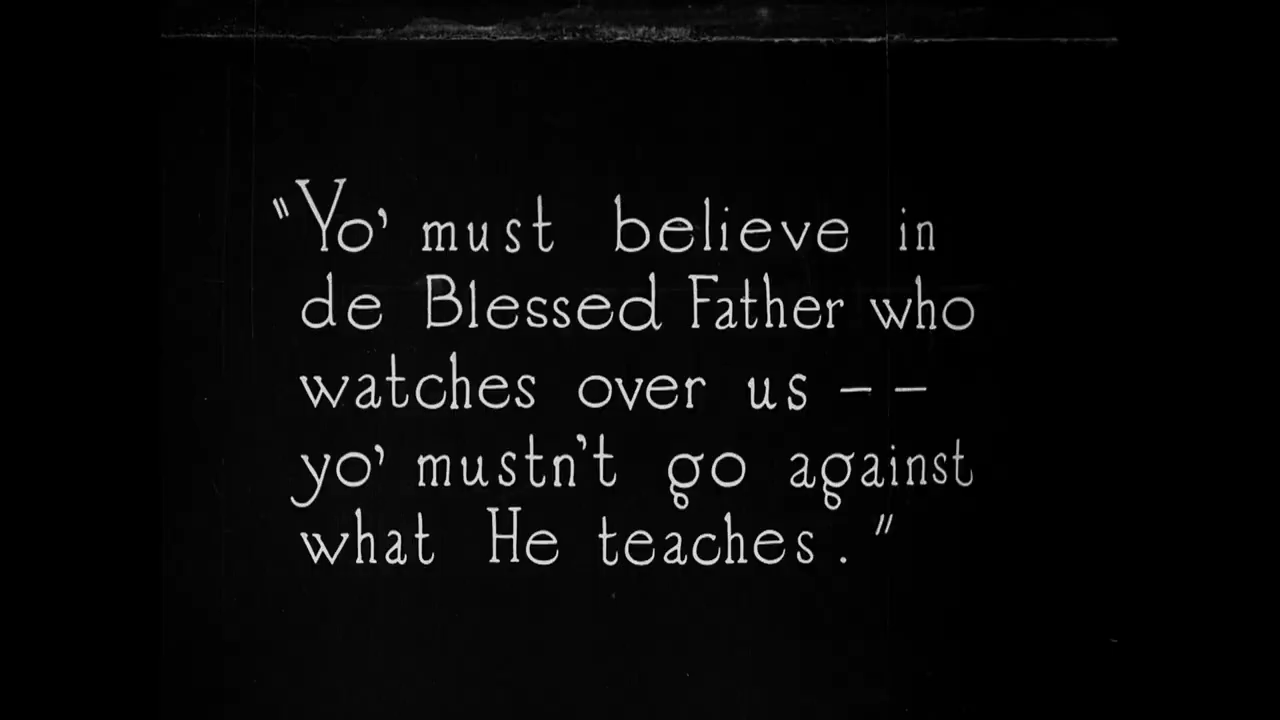 "Yo' must believe in
de Blessed Father who
watches over us – –
yo' mustn't go against
what He teaches."